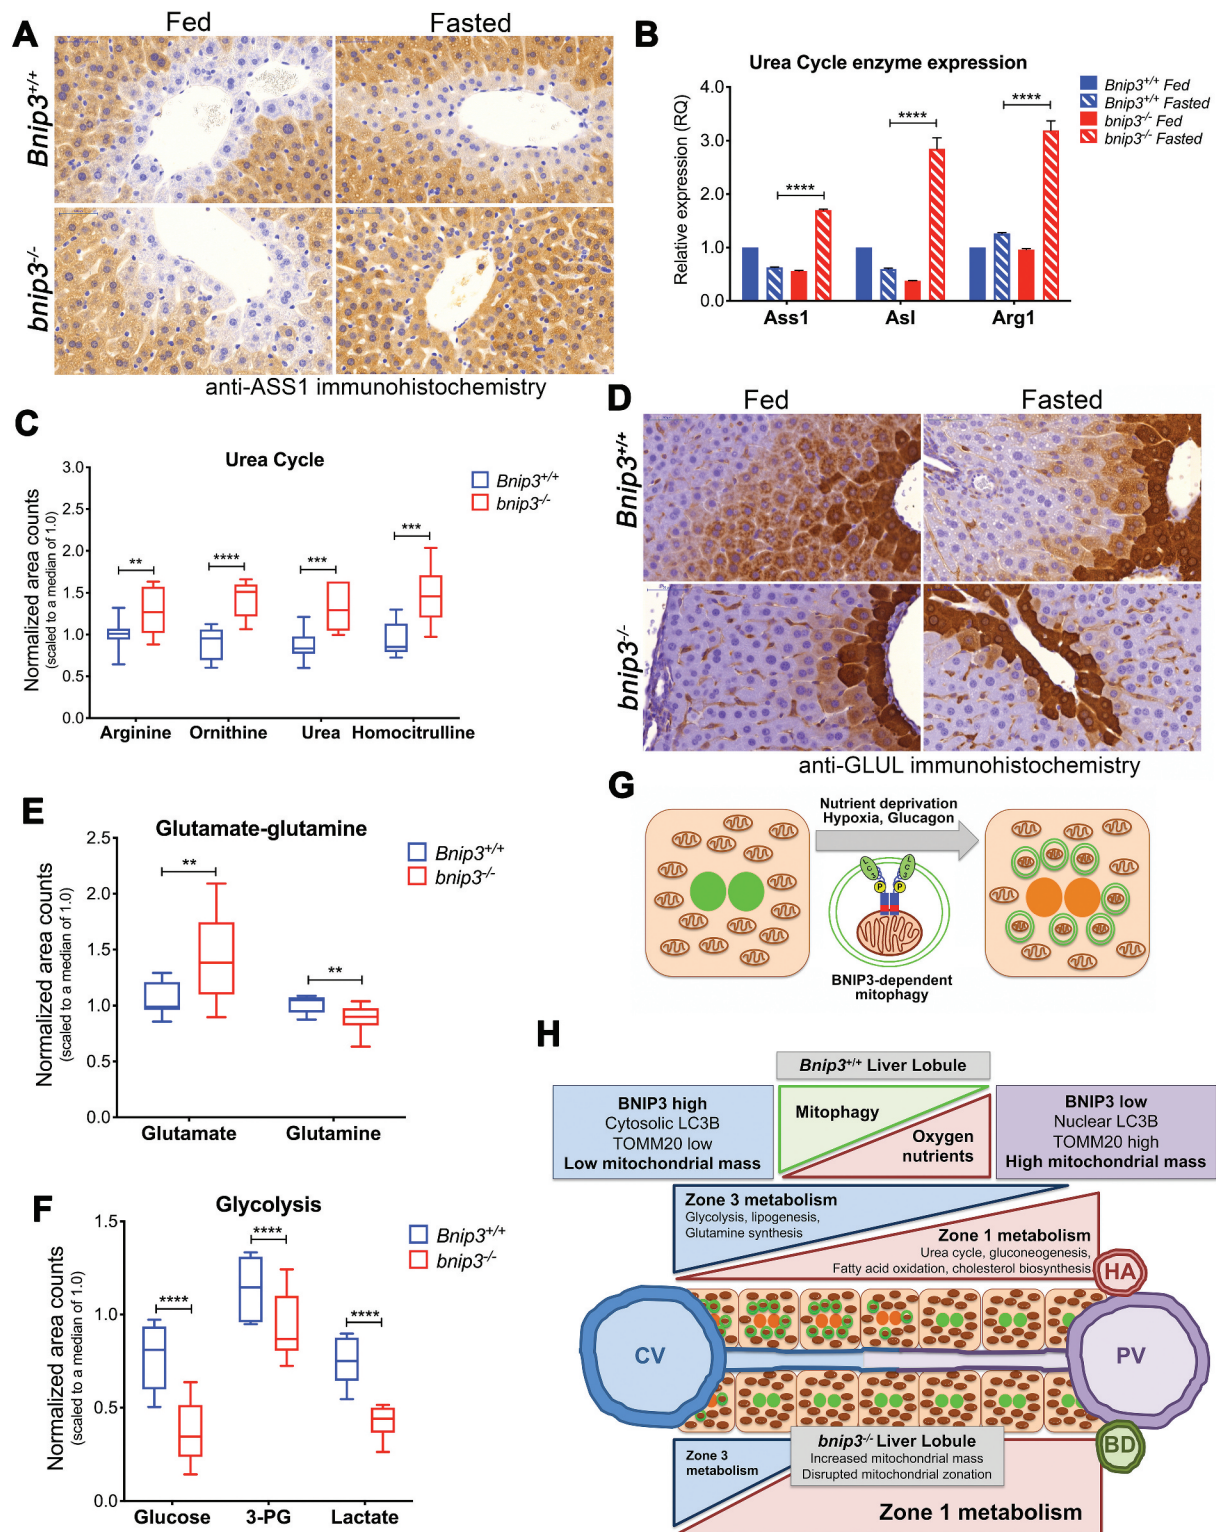 A
Fed
Fasted
Bnip3+/+
bnip3-/-
anti-ASS1 immunohistochemistry
B
Urea Cycle enzyme expression
Relative expression (RQ)
4.0
3.0
2.0
1.0
0.0
****
****
****
Ass1
Asl
Arg1
Bnip3+/+ Fed
Bnip3+/+ Fasted
bnip3-/- Fed
bnip3-/- Fasted
C
Urea Cycle
Normalized area counts
(scaled to a median of 1.0)
3.0
2.5
2.0
1.5
1.0
0.5
0.0
**
****
***
***
Arginine
Ornithine
Urea
Homocitrulline
Bnip3+/+
bnip3-/-
D
Fed
Fasted
Bnip3+/+
bnip3-/-
anti-GLUL immunohistochemistry
E
Glutamate-glutamine
Normalized area counts
(scaled to a median of 1.0)
2.5
2.0
1.5
1.0
0.5
0.0
**
**
Glutamate
Glutamine
Bnip3+/+
bnip3-/-
F
Glycolysis
Normalized area counts
(scaled to a median of 1.0)
1.5
1.0
0.5
0.0
****
****
****
Glucose
3-PG
Lactate
Bnip3+/+
bnip3-/-
G
Nutrient deprivation
Hypoxia, Glucagon
LC3
LC3
P
P
BNIP3-dependent
mitophagy
H
Bnip3+/+ Liver Lobule
BNIP3 high
Cytosolic LC3B
TOMM20 low
Low mitochondrial mass
Mitophagy
Oxygen
nutrients
BNIP3 low
Nuclear LC3B
TOMM20 high
High mitochondrial mass
Zone 3 metabolism
Glycolysis, lipogenesis,
Glutamine synthesis
Zone 1 metabolism
Urea cycle, gluconeogenesis,
Fatty acid oxidation, cholesterol biosynthesis
HA
CV
PV
BD
Zone 3
metabolism
bnip3-/- Liver Lobule
Increased mitochondrial mass
Disrupted mitochondrial zonation
Zone 1 metabolism